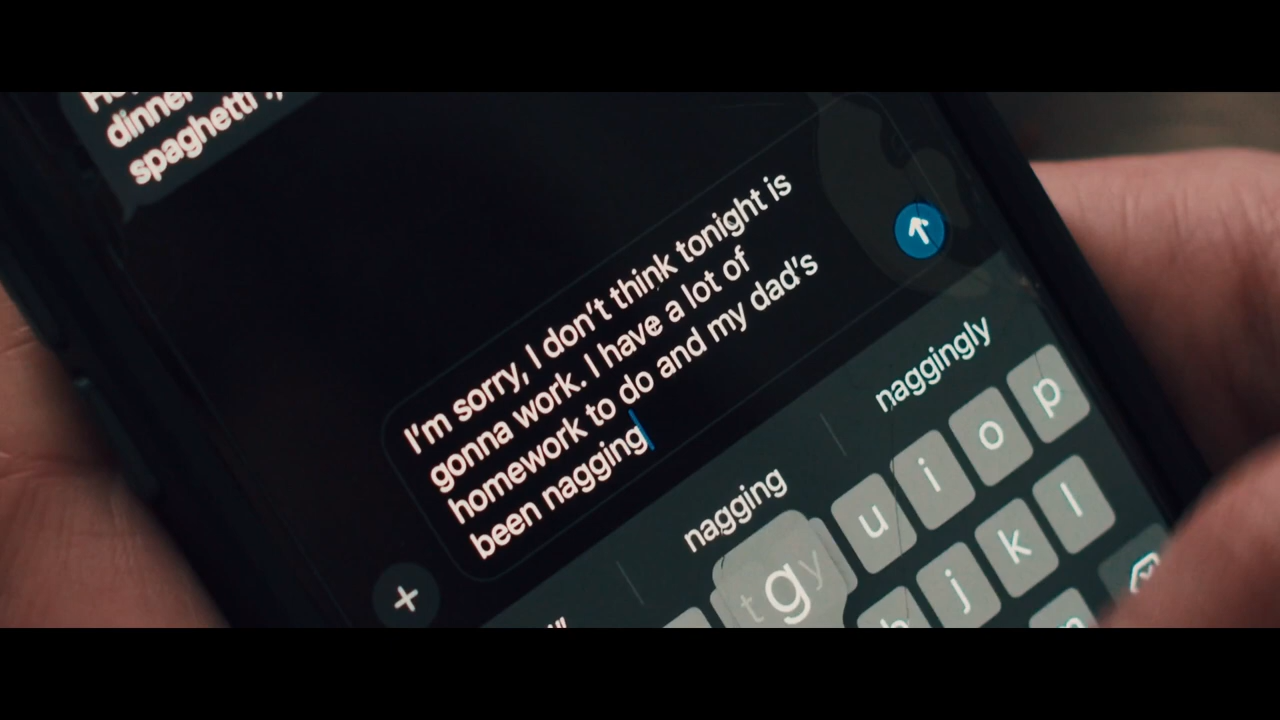 dinner
spaghetti
I'm sorry, I don't think tonight is
gonna work. I have a lot of
homework to do and my dad's
been nagging
nagging
naggingly
t g y u i o p
j k l